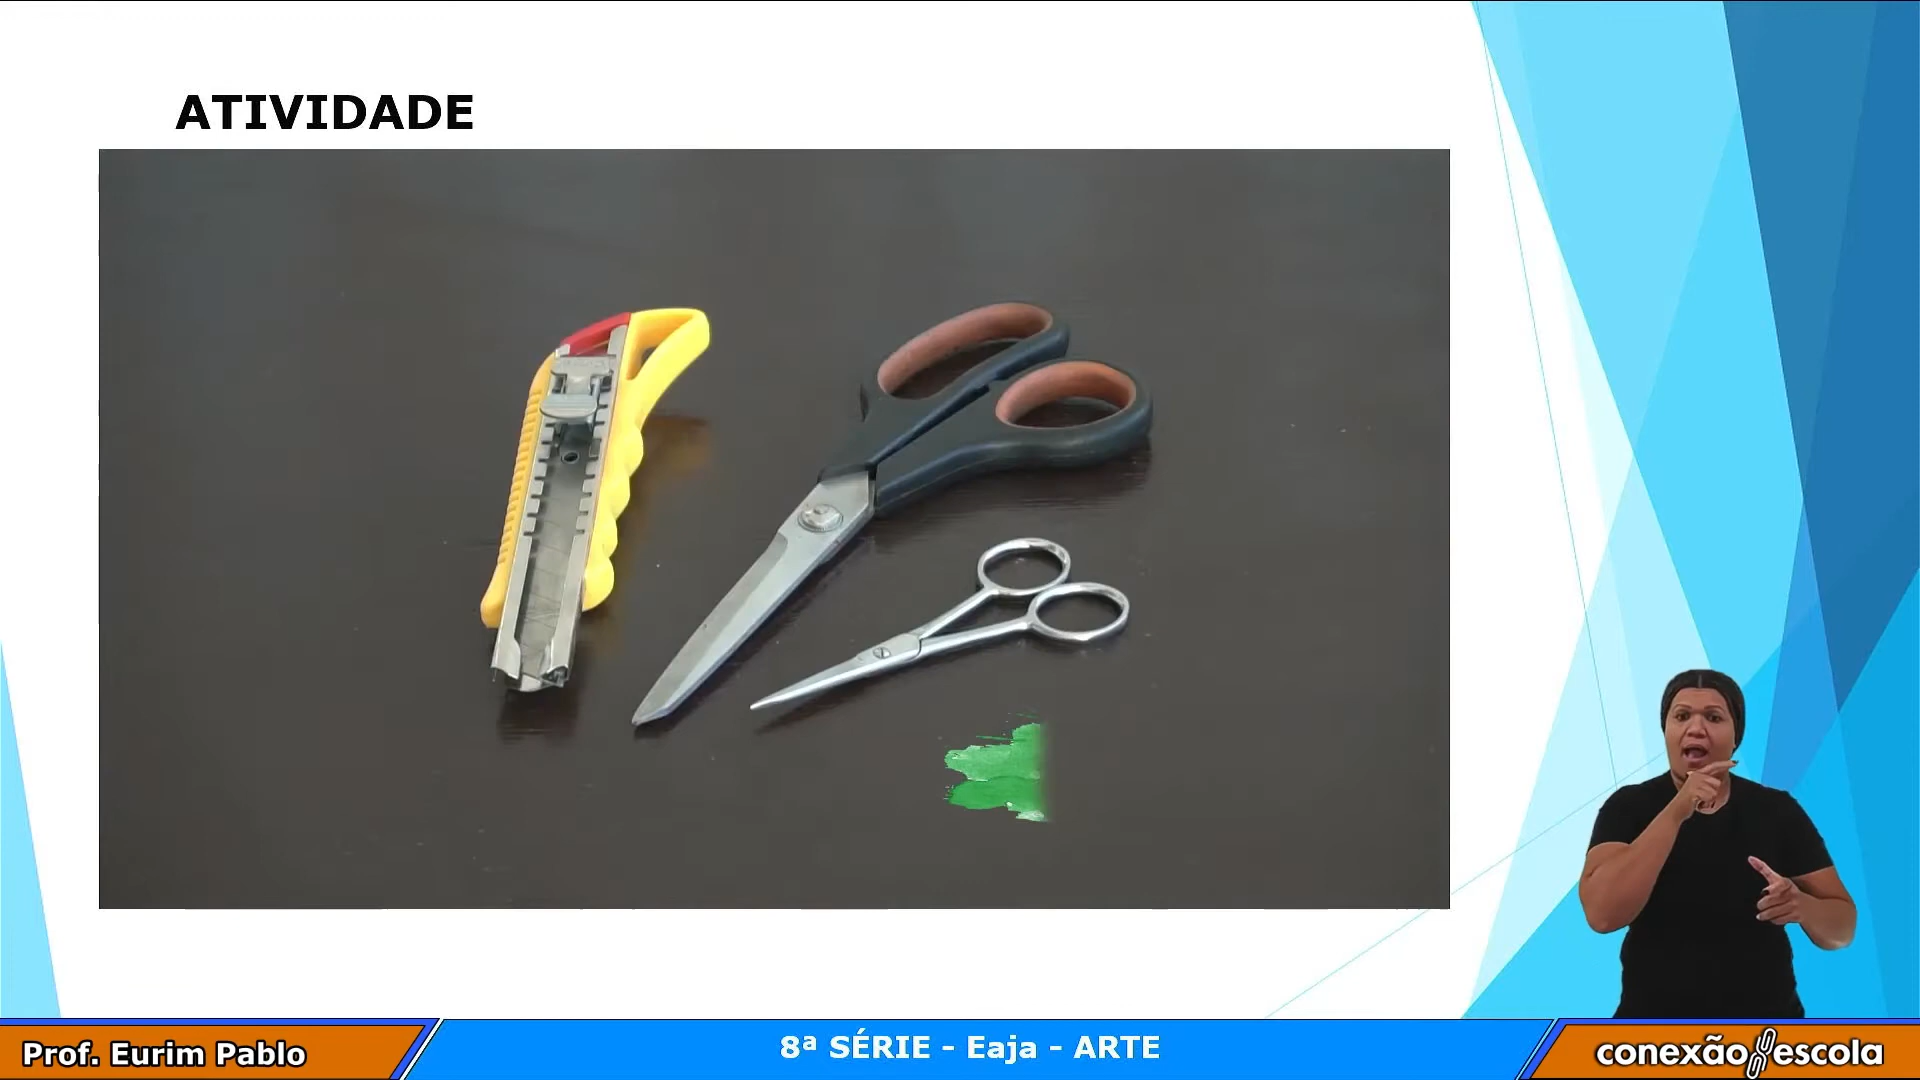 ATIVIDADE
Prof. Eurim Pablo
8ª SÉRIE - Eaja - ARTE
conexão escola